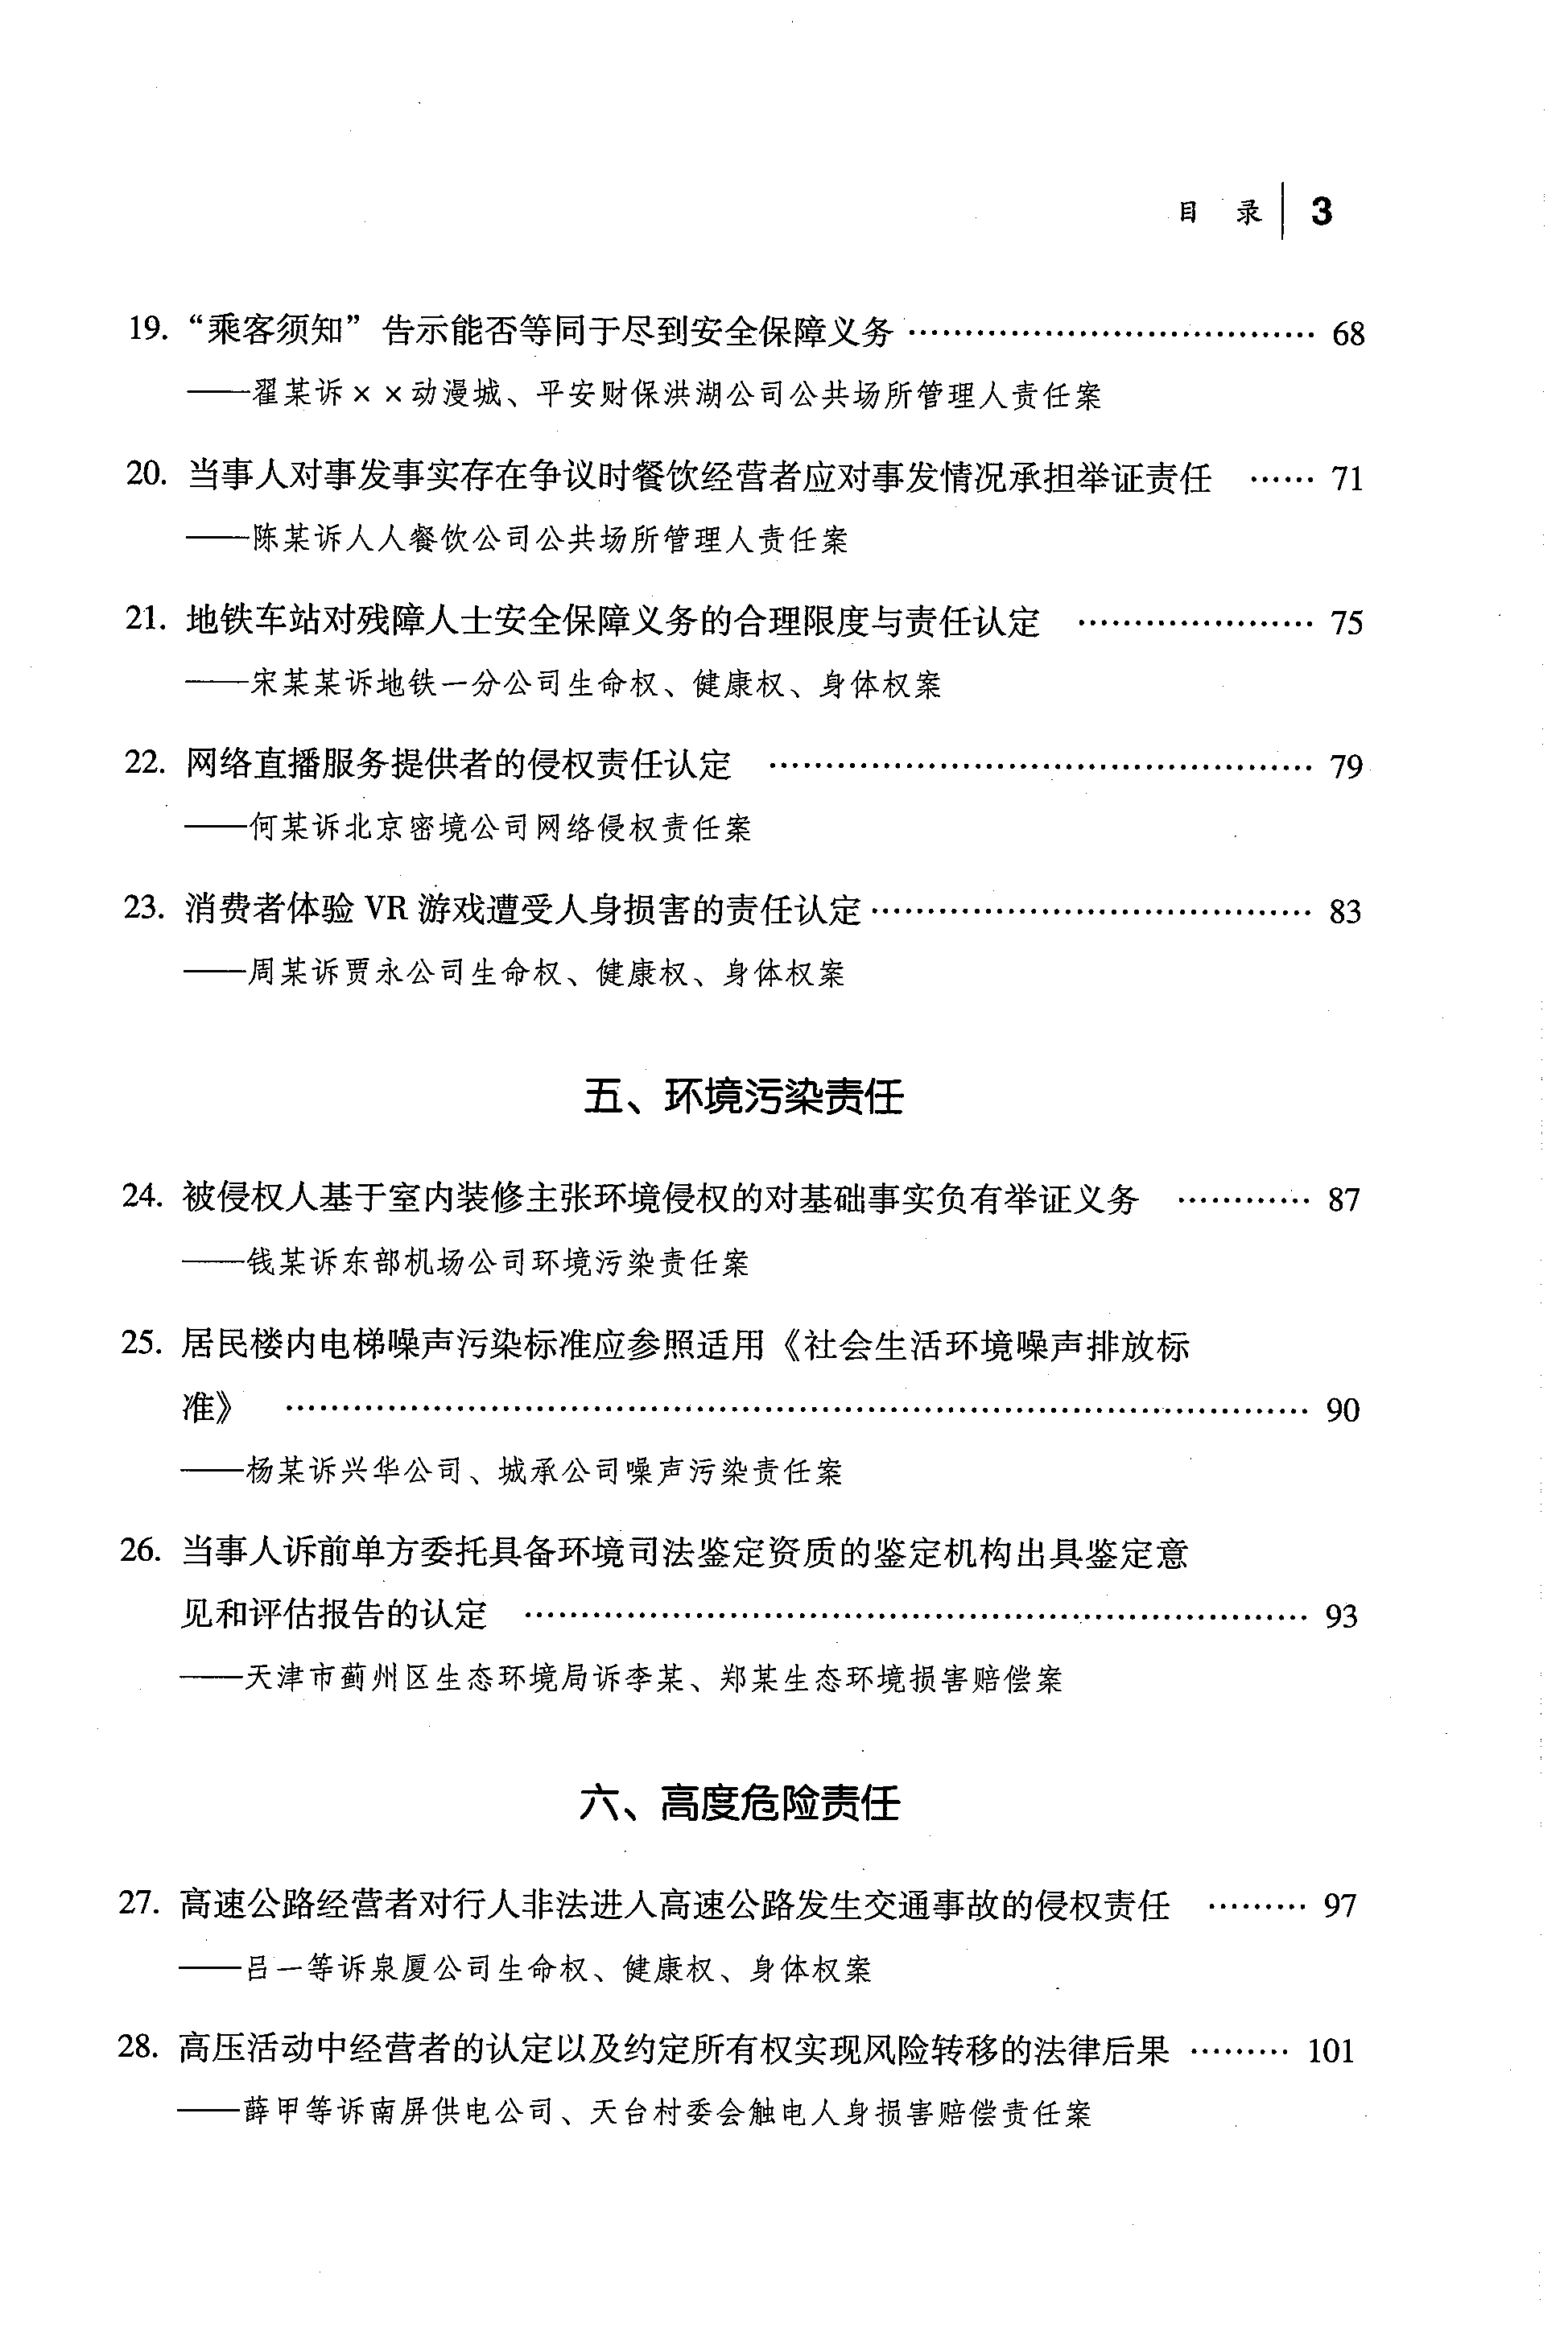 目 录 3
19. “乘客须知”告示能否等同于尽到安全保障义务 …………………………………… 68
——翟某诉××动漫城、平安财保洪湖公司公共场所管理人责任案
20. 当事人对事发事实存在争议时餐饮经营者应对事发情况承担举证责任 …… 71
——陈某诉人人餐饮公司公共场所管理人责任案
21. 地铁车站对残障人士安全保障义务的合理限度与责任认定 ………………… 75
——宋某某诉地铁一分公司生命权、健康权、身体权案
22. 网络直播服务提供者的侵权责任认定 ………………………………………… 79
——何某诉北京密境公司网络侵权责任案
23. 消费者体验 VR 游戏遭受人身损害的责任认定 ………………………………… 83
——周某诉贾永公司生命权、健康权、身体权案
五、环境污染责任
24. 被侵权人基于室内装修主张环境侵权的对基础事实负有举证义务 ………… 87
——钱某诉东部机场公司环境污染责任案
25. 居民楼内电梯噪声污染标准应参照适用《社会生活环境噪声排放标
准》 ……………………………………………………………………………… 90
——杨某诉兴华公司、城承公司噪声污染责任案
26. 当事人诉前单方委托具备环境司法鉴定资质的鉴定机构出具鉴定意
见和评估报告的认定 …………………………………………………………… 93
——天津市蓟州区生态环境局诉李某、郑某生态环境损害赔偿案
六、高度危险责任
27. 高速公路经营者对行人非法进入高速公路发生交通事故的侵权责任 ……… 97
——吕一等诉泉厦公司生命权、健康权、身体权案
28. 高压活动中经营者的认定以及约定所有权实现风险转移的法律后果 ……… 101
——薛甲等诉南屏供电公司、天台村委会触电人身损害赔偿责任案